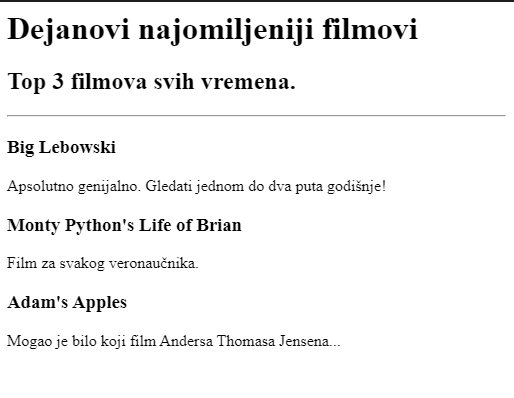 Dejanovi najomiljeniji filmovi
Top 3 filmova svih vremena.
Big Lebowski
Apsolutno genijalno. Gledati jednom do dva puta godišnje!
Monty Python's Life of Brian
Film za svakog veronaučnika.
Adam's Apples
Mogao je bilo koji film Andersa Thomasa Jensena...